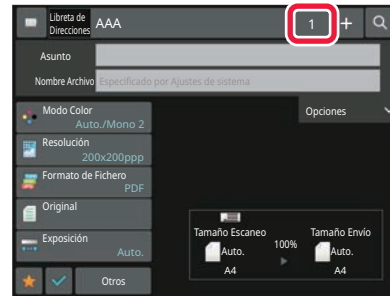 Libreta de
Direcciones
AAA
1
+
Asunto
Nombre Archivo
Especificado por Ajustes de sistema
Modo Color
Auto./Mono 2
Opciones
Resolución
200x200ppp
Formato de Fichero
PDF
Original
Exposición
Auto.
Tamaño Escaneo
100%
Tamaño Envío
Auto.
A4
Auto.
A4
Otros